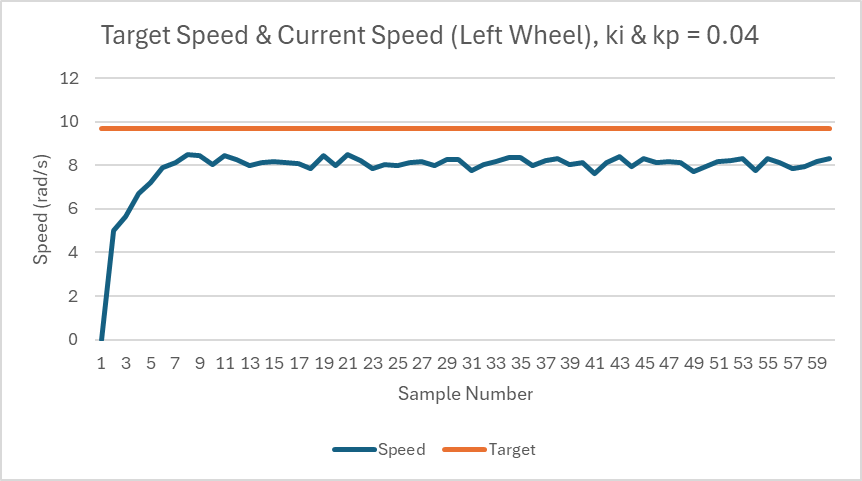 Target Speed & Current Speed (Left Wheel), ki & kp = 0.04
12
10
8
6
4
2
0
Speed (rad/s)
1 3 5 7 9 11 13 15 17 19 21 23 25 27 29 31 33 35 37 39 41 43 45 47 49 51 53 55 57 59
Sample Number
Speed Target